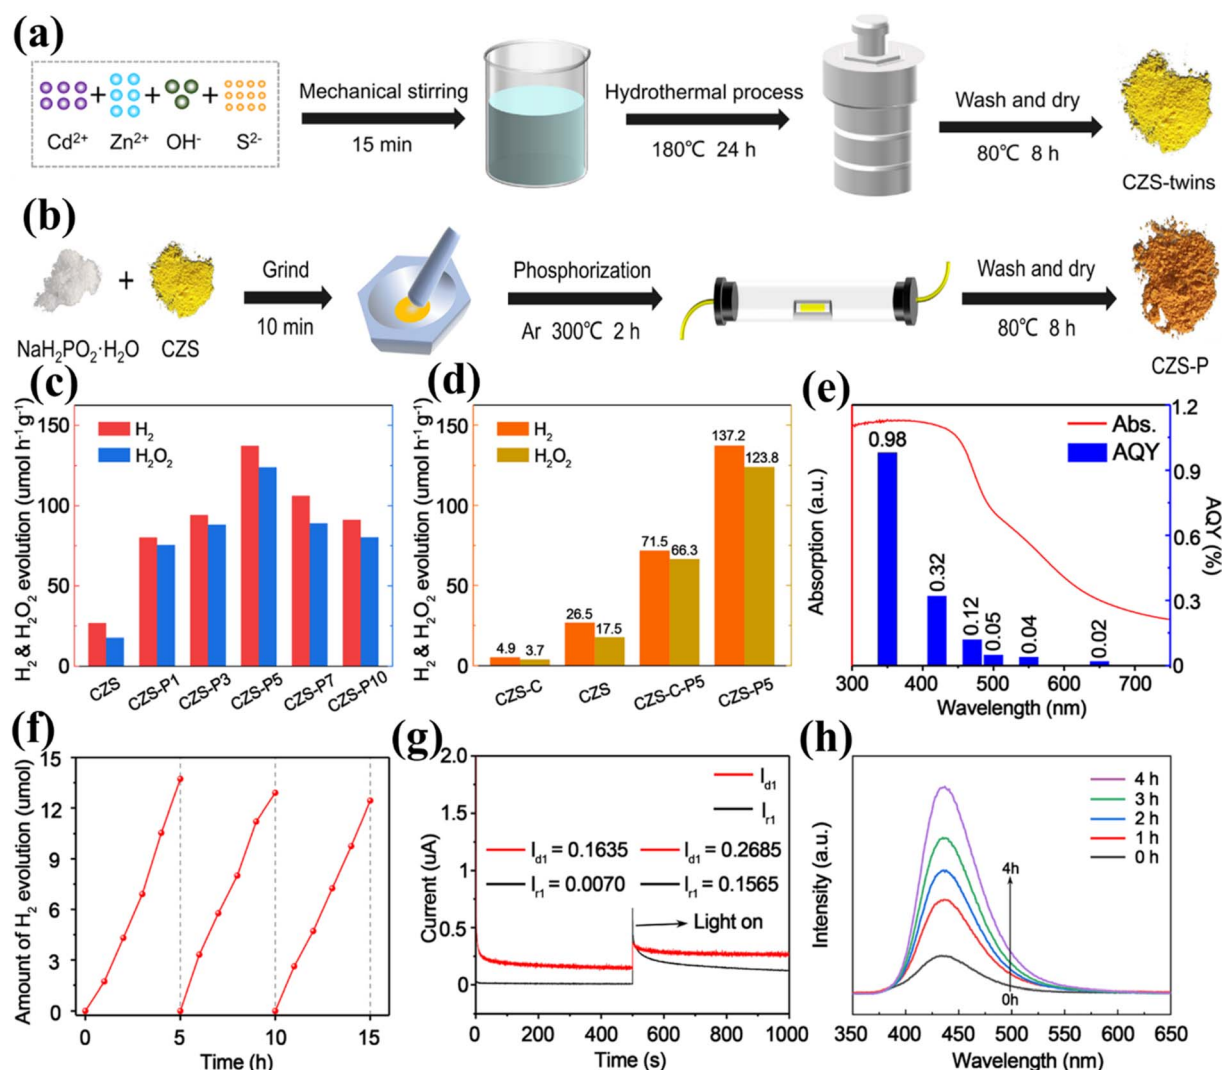 (a)
Cd²⁺ + Zn²⁺ + OH- + S²⁻
Mechanical stirring
15 min
Hydrothermal process
180℃ 24 h
Wash and dry
80℃ 8 h
CZS-twins
(b)
NaH₂PO₂·H₂O + CZS
Grind
10 min
Phosphorization
Ar 300℃ 2 h
Wash and dry
80℃ 8 h
CZS-P
(c)
H₂ & H₂O₂ evolution (umol h⁻¹ g⁻¹)
150
100
50
0
H₂
H₂O₂
CZS CZS-P1 CZS-P3 CZS-P5 CZS-P7 CZS-P10
(d)
H₂ & H₂O₂ evolution (umol h⁻¹ g⁻¹)
150
100
50
0
H₂
H₂O₂
4.9 3.7
26.5 17.5
71.5 66.3
137.2 123.8
CZS-C CZS CZS-C-P5 CZS-P5
(e)
Absorption (a.u.)
Abs.
AQY
0.98 0.32 0.12 0.05 0.04 0.02
1.2
0.9
0.6
0.3
0
AQY (%)
300 400 500 600 700
Wavelength (nm)
(f)
Amount of H₂ evolution (umol)
15
12
9
6
3
0
0 5 10 15
Time (h)
(g)
Current (uA)
2.0
1.5
1
0.5
0
I_d1
I_r1
I_d1 = 0.1635 I_d1 = 0.2685
I_r1 = 0.0070 I_r1 = 0.1565
Light on
0 200 400 600 800 1000
Time (s)
(h)
Intensity (a.u.)
4 h
3 h
2 h
1 h
0 h
4h
0h
350 400 450 500 550 600 650
Wavelength (nm)